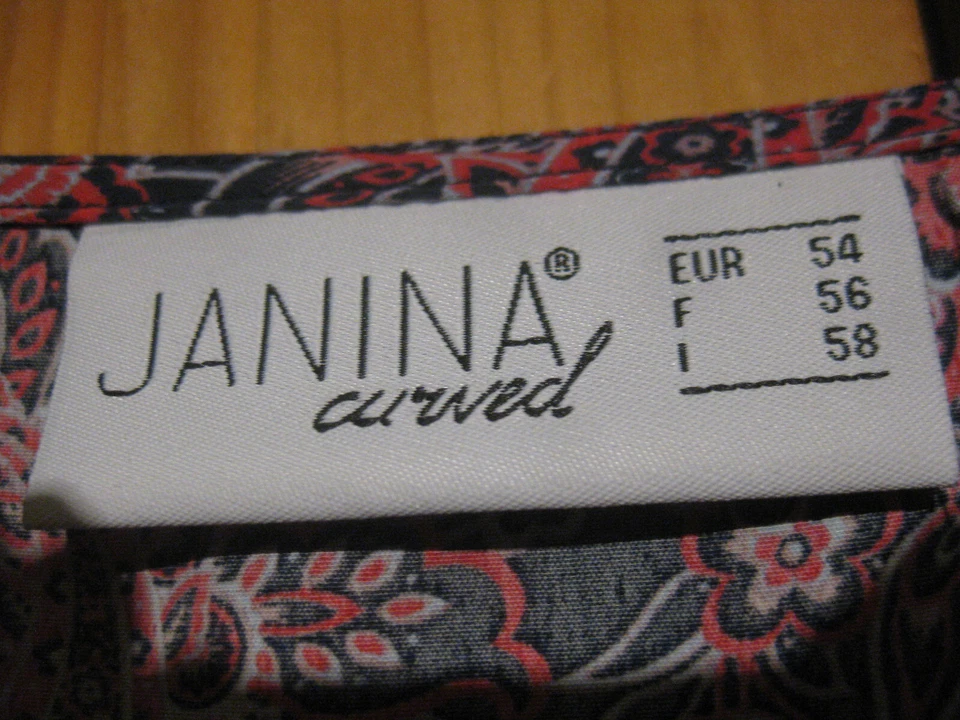 JANINA®
curved
EUR 54
F 56
I 58